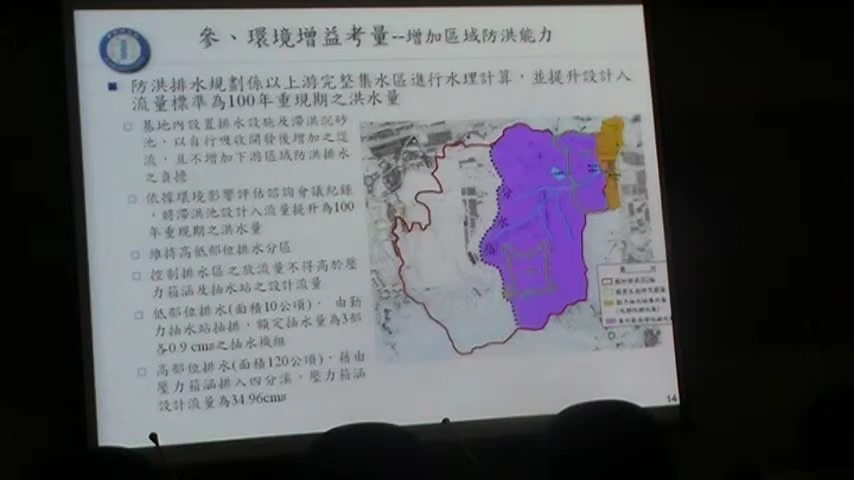 參、環境增益考量--增加區域防洪能力
防洪排水規劃係以上游完整集水區進行水理計算，並提升設計入
流量標準為100年重現期之洪水量
基地內設置排水設施及滯洪沉砂
池，以自行吸收開發後增加之逕
流，且不增加下游區域防洪排水
之負擔
依據環境影響評估諮詢會議紀錄
，將滯洪池設計入流量提升為100
年重現期之洪水量
維持高低部位排水分區
控制排水區之放流量不得高於壓
力箱涵及抽水站之設計流量
低部位排水(面積10公頃)， 由勤
力抽水站抽排，額定抽水量為3部
各0.9 cms之抽水機組
高部位排水(面積120公頃)，藉由
壓力箱涵排入四分溪，壓力箱涵
設計流量為34.96cms
分
水
14